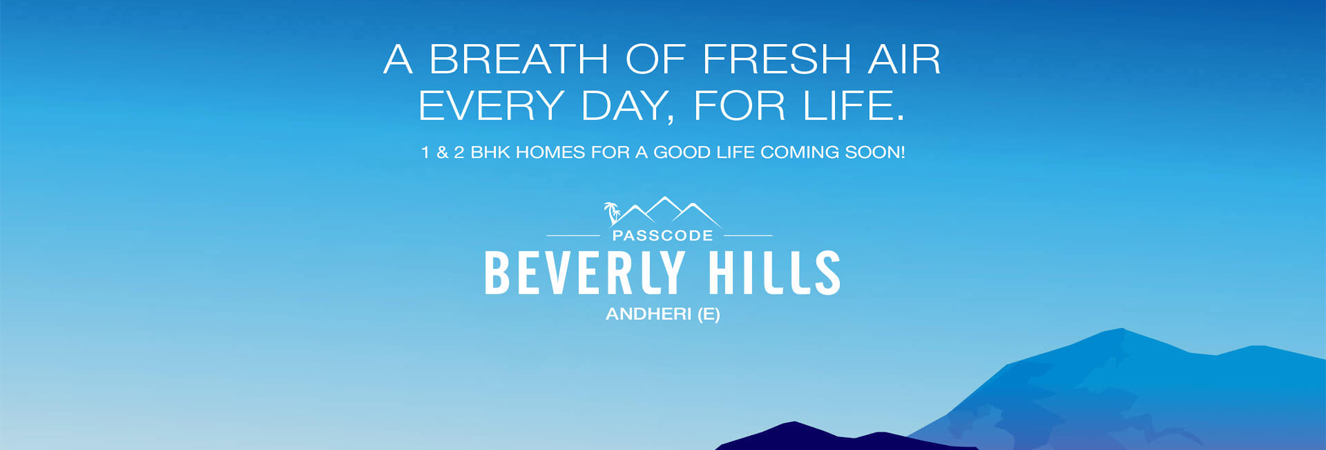 A BREATH OF FRESH AIR
EVERY DAY, FOR LIFE.
1 & 2 BHK HOMES FOR A GOOD LIFE COMING SOON!
PASSCODE
BEVERLY HILLS
ANDHERI (E)